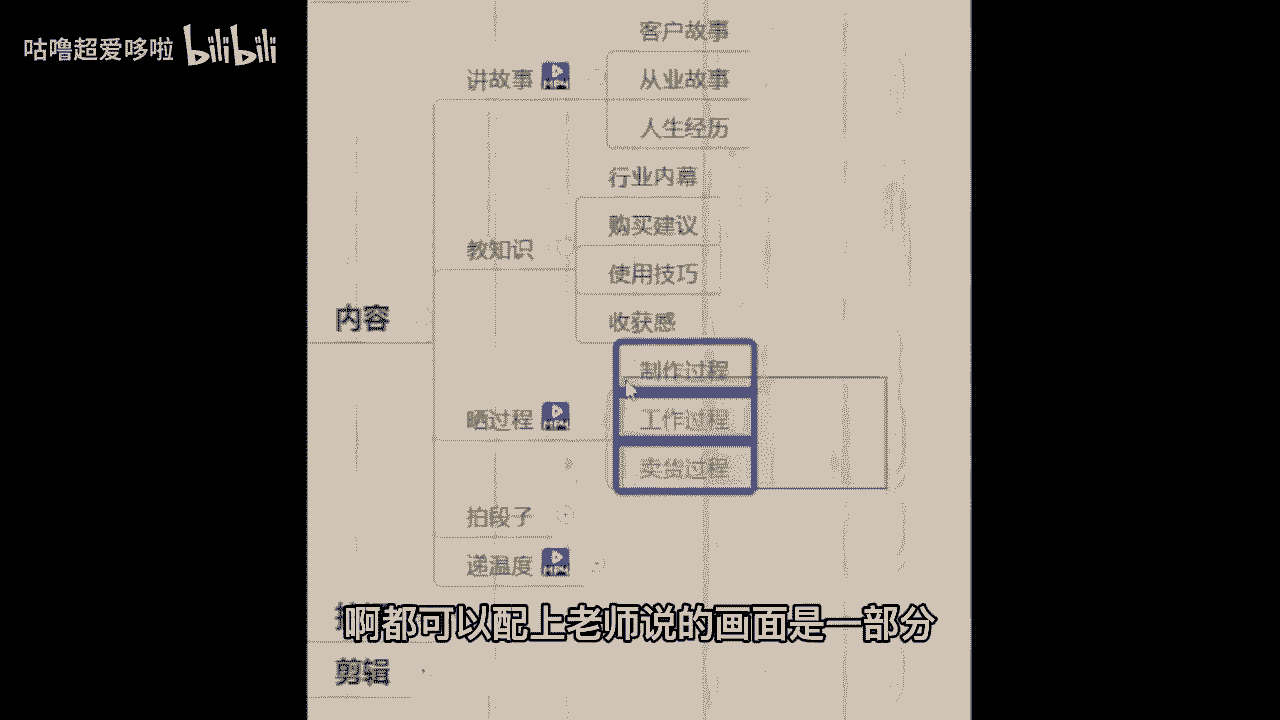 咕噜超爱哆啦 bilibili
客户故事
讲故事
从业故事
人生经历
行业内幕
购买建议
教知识
使用技巧
内容
收获感
制作过程
晒过程
工作过程
卖货过程
拍段子
递温度
啊都可以配上老师说的画面是一部分
剪辑